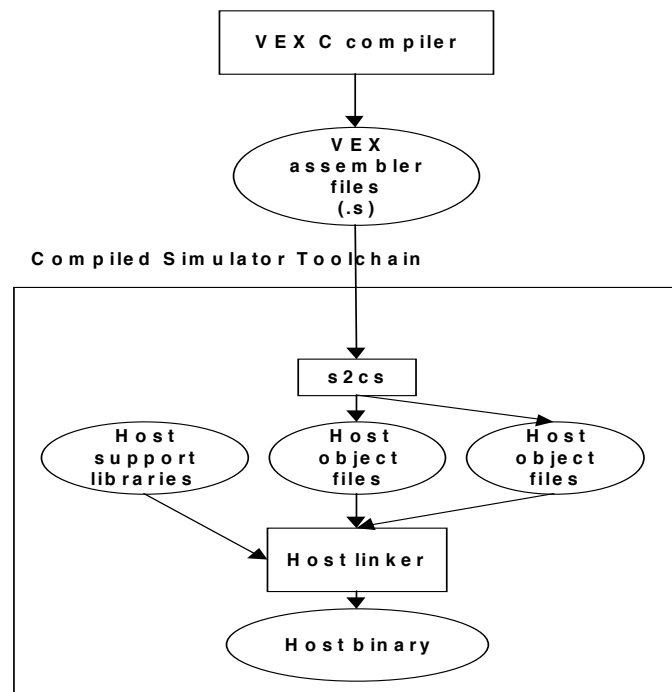 VEX C compiler
VEX
assembler
files
(.s)
Compiled Simulator Toolchain
s2cs
Host
support
libraries
Host
object
files
Host
object
files
Host linker
Host binary